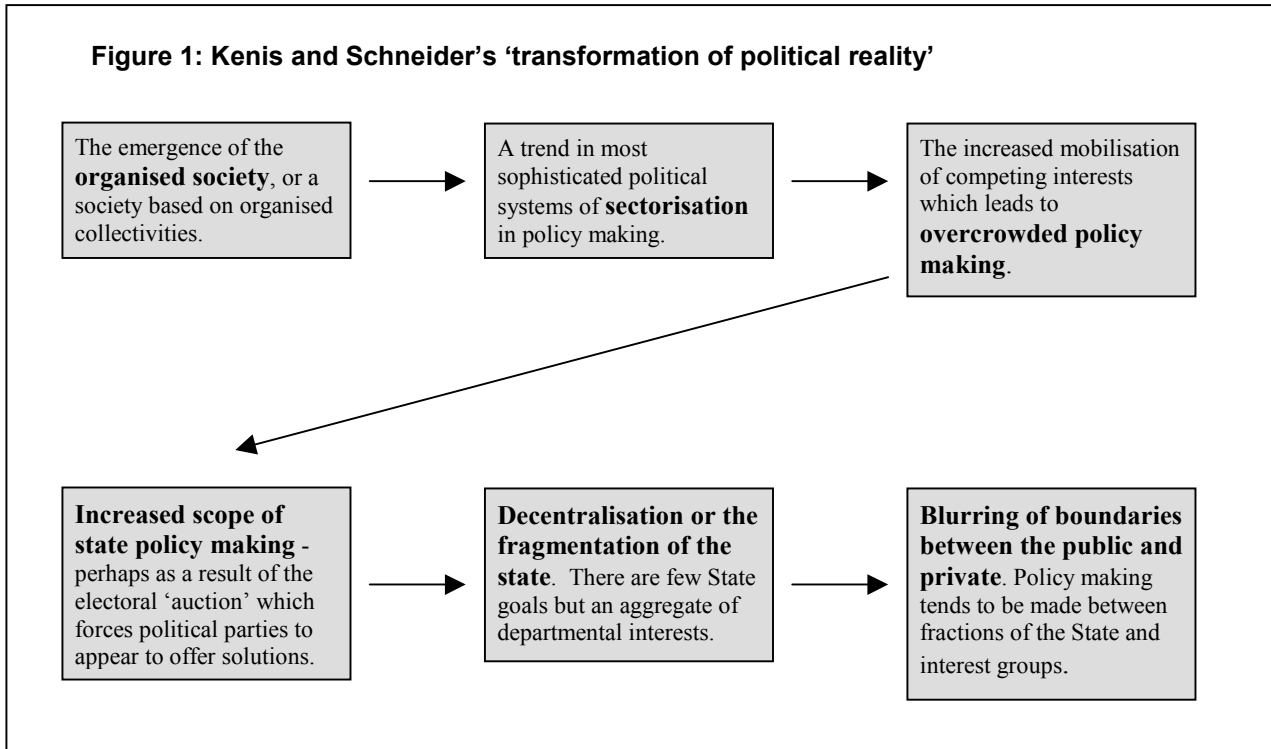 Figure 1: Kenis and Schneider’s ‘transformation of political reality’
The emergence of the
organised society, or a
society based on organised
collectivities.
A trend in most
sophisticated political
systems of sectorisation
in policy making.
The increased mobilisation
of competing interests
which leads to
overcrowded policy
making.
Increased scope of
state policy making -
perhaps as a result of the
electoral ‘auction’ which
forces political parties to
appear to offer solutions.
Decentralisation or the
fragmentation of the
state. There are few State
goals but an aggregate of
departmental interests.
Blurring of boundaries
between the public and
private. Policy making
tends to be made between
fractions of the State and
interest groups.